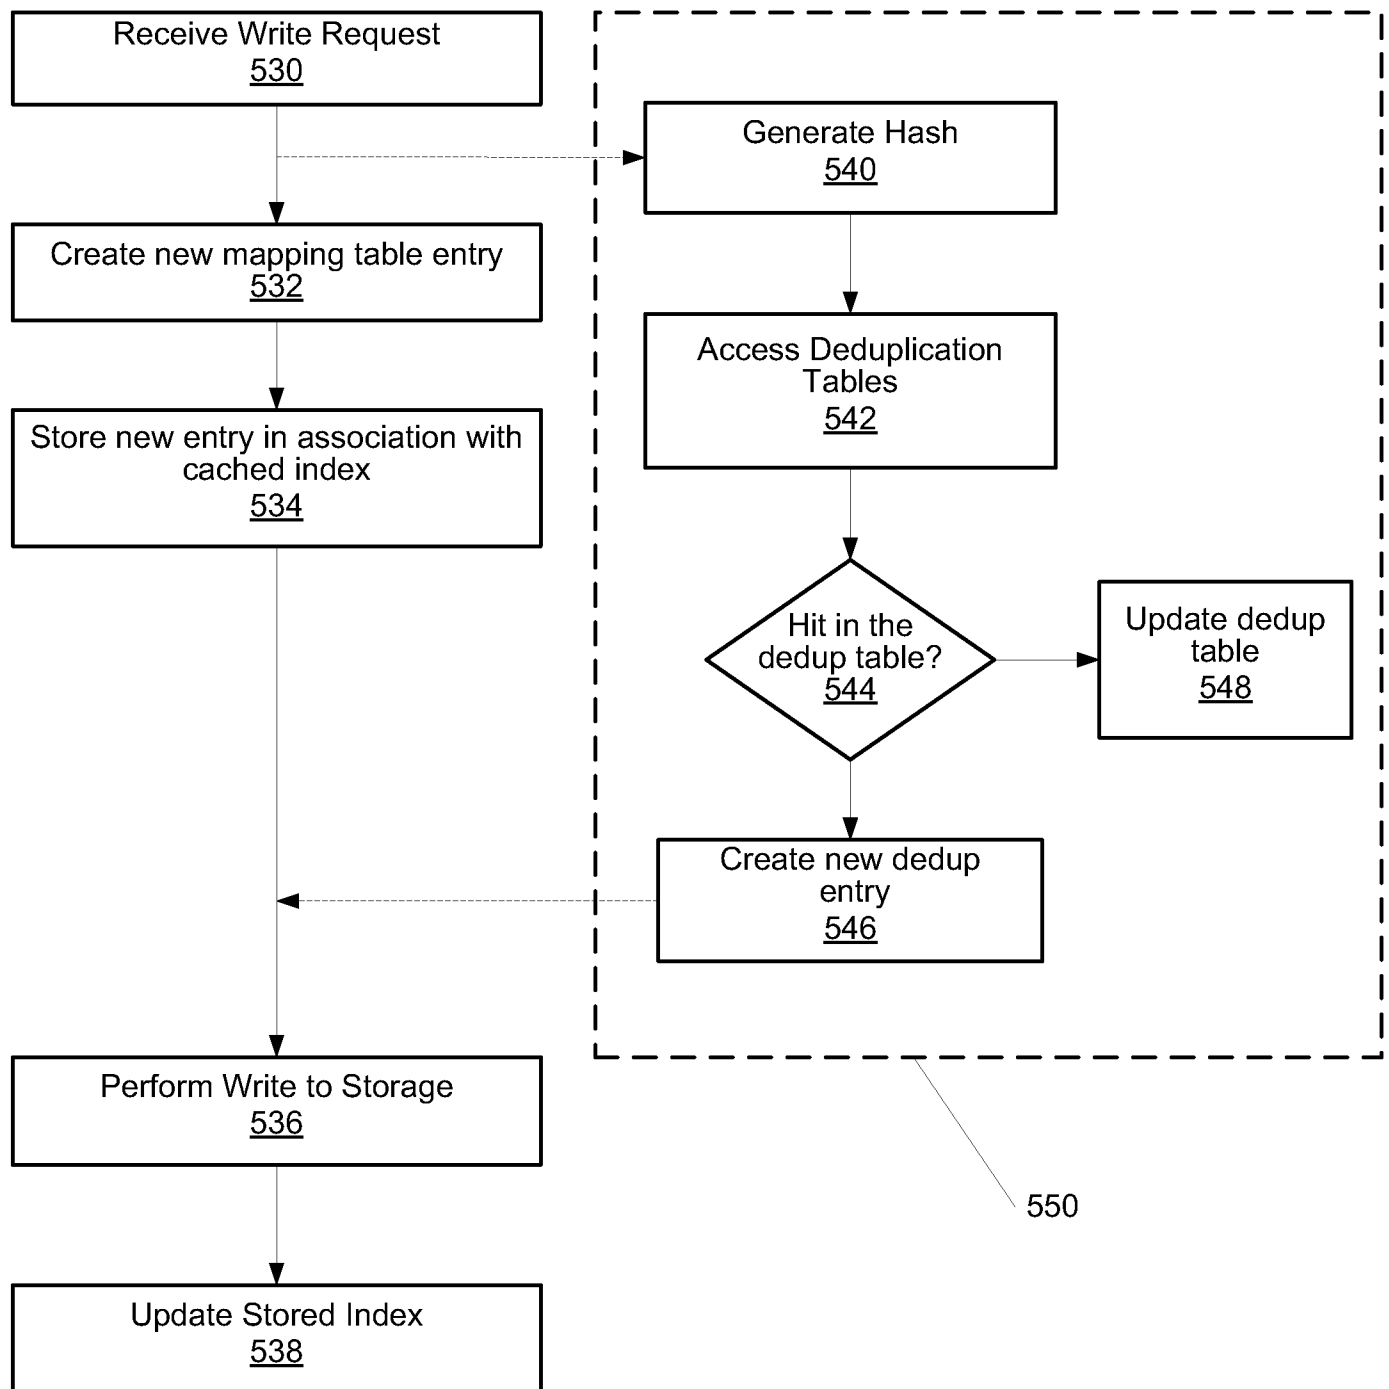 Receive Write Request
530
Create new mapping table entry
532
Store new entry in association with
cached index
534
Perform Write to Storage
536
Update Stored Index
538
Generate Hash
540
Access Deduplication
Tables
542
Hit in the
dedup table?
544
Update dedup
table
548
Create new dedup
entry
546
550